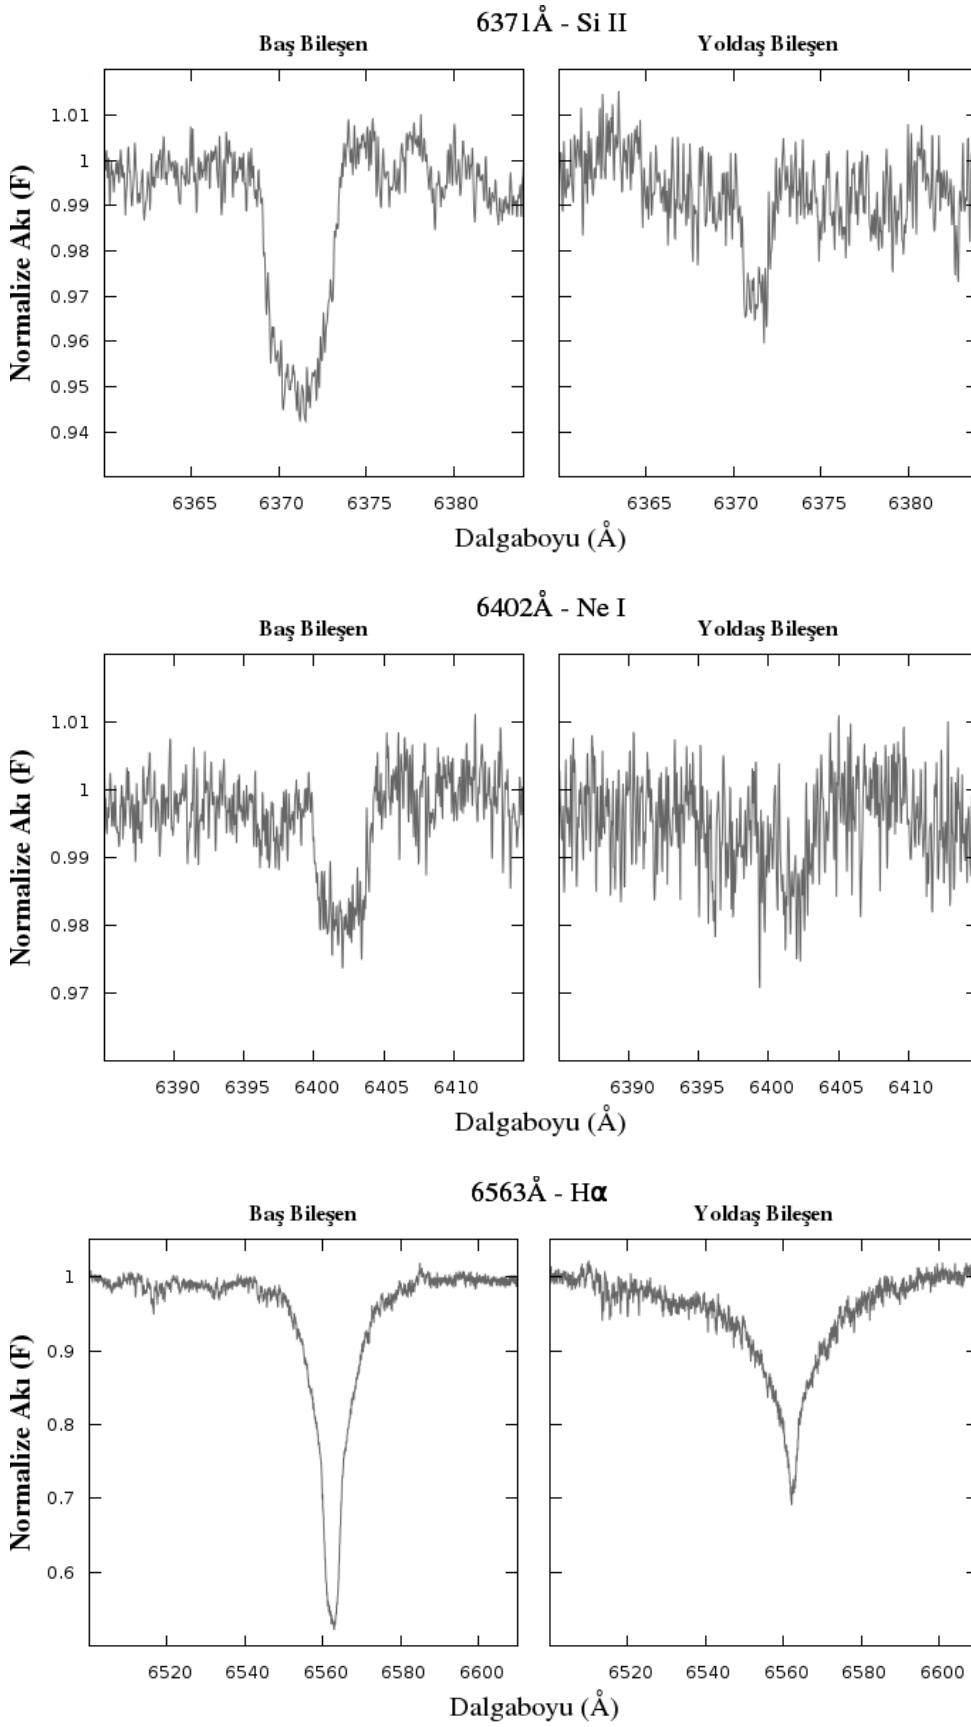 6371Å - Si II
Baş Bileşen Yoldaş Bileşen
1.01
1
0.99
0.98
0.97
0.96
0.95
0.94
Normalize Akı (F)
6365 6370 6375 6380 6365 6370 6375 6380
Dalgaboyu (Å)
6402Å - Ne I
Baş Bileşen Yoldaş Bileşen
1.01
1
0.99
0.98
0.97
Normalize Akı (F)
6390 6395 6400 6405 6410 6390 6395 6400 6405 6410
Dalgaboyu (Å)
6563Å - Hα
Baş Bileşen Yoldaş Bileşen
1
0.9
0.8
0.7
0.6
Normalize Akı (F)
6520 6540 6560 6580 6600 6520 6540 6560 6580 6600
Dalgaboyu (Å)